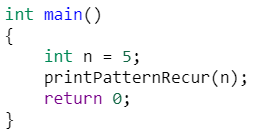 int main()
{
    int n = 5;
    printPatternRecur(n);
    return 0;
}